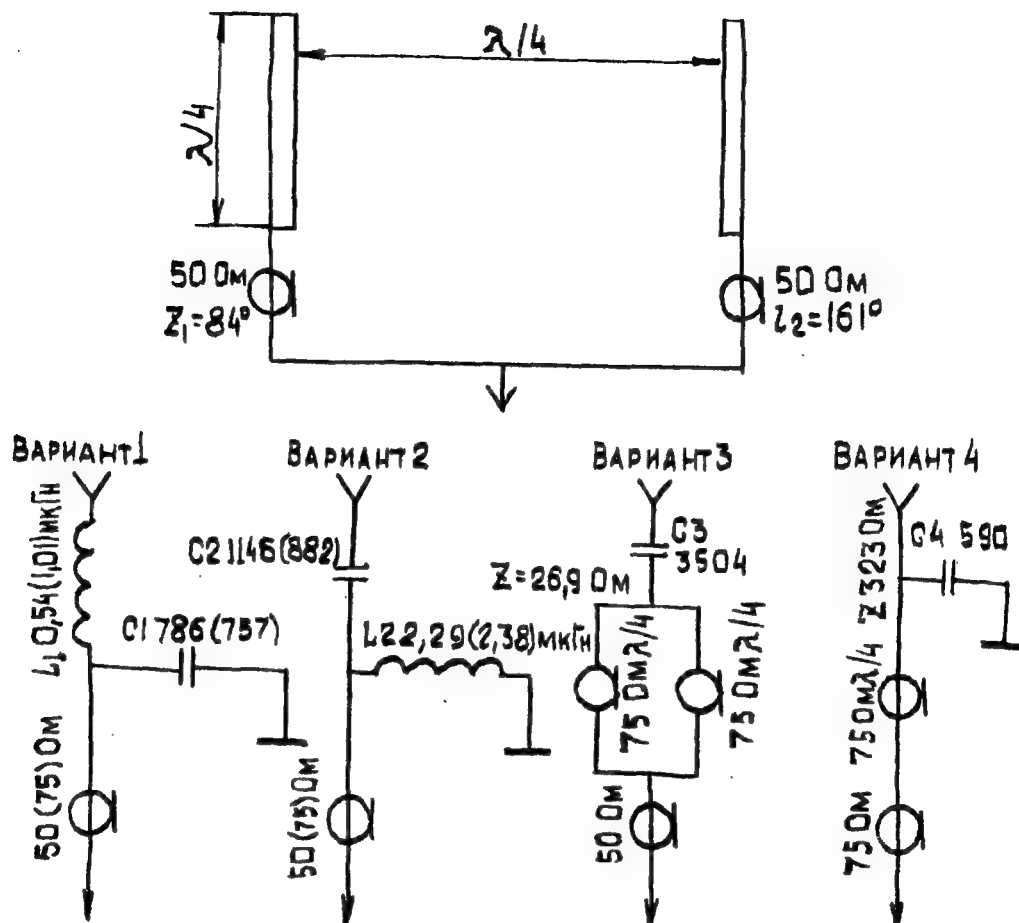 λ/4
λ/4
50 Ом
Z₁=84°
50 Ом
l₂=161°
ВАРИАНТ 1
ВАРИАНТ 2
ВАРИАНТ 3
ВАРИАНТ 4
L₁ 0,54(1,01)мкГн
C1 786(757)
50(75)Ом
C2 1146(882)
L2 2,29(2,38)мкГн
50(75)Ом
C3
3504
Z=26,9 Ом
75 Ом λ/4
75 Ом λ/4
50 Ом
Z 323 Ом
C4 590
75 Ом λ/4
75 Ом